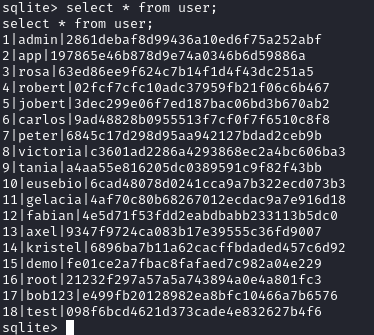 sqlite> select * from user;
select * from user;
1|admin|2861debaf8d99436a10ed6f75a252abf
2|app|197865e46b878d9e74a0346b6d59886a
3|rosa|63ed86ee9f624c7b14f1d4f43dc251a5
4|robert|02fcf7cfc10adc37959fb21f06c6b467
5|jobert|3dec299e06f7ed187bac06bd3b670ab2
6|carlos|9ad48828b0955513f7cf0f7f6510c8f8
7|peter|6845c17d298d95aa942127bdad2ceb9b
8|victoria|c3601ad2286a4293868ec2a4bc606ba3
9|tania|a4aa55e816205dc0389591c9f82f43bb
10|eusebio|6cad48078d0241cca9a7b322ecd073b3
11|gelacia|4af70c80b68267012ecdac9a7e916d18
12|fabian|4e5d71f53fdd2eabdbabb233113b5dc0
13|axel|9347f9724ca083b17e39555c36fd9007
14|kristel|6896ba7b11a62cacffbdaded457c6d92
15|demo|fe01ce2a7fbac8fafaed7c982a04e229
16|root|21232f297a57a5a743894a0e4a801fc3
17|bob123|e499fb20128982ea8bfc10466a7b6576
18|test|098f6bcd4621d373cade4e832627b4f6
sqlite>